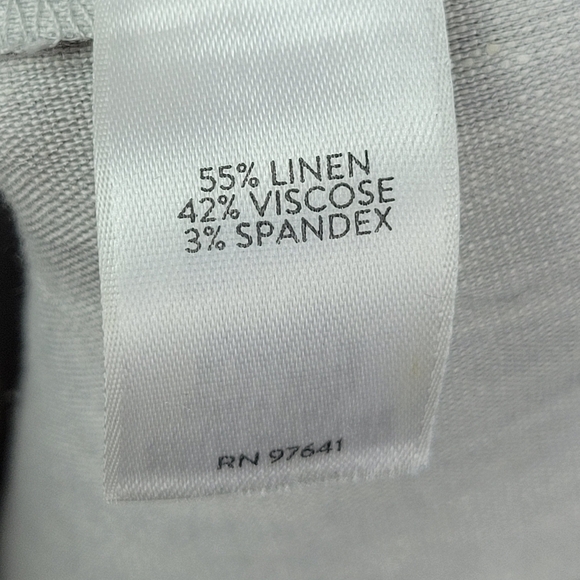 55% LINEN
42% VISCOSE
3% SPANDEX
RN 97641